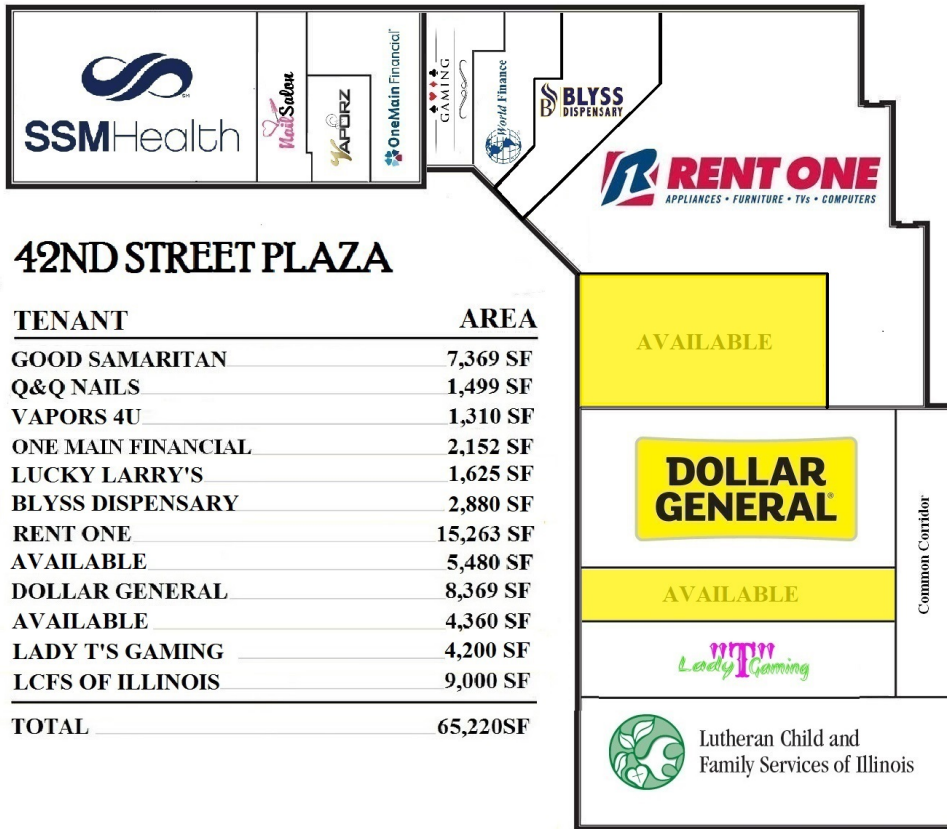 SSMHealth
SM
NailSalon
VAPORZ
OneMain Financial
GAMING
World Finance
B BLYSS
DISPENSARY
R RENT ONE
APPLIANCES • FURNITURE • TVs • COMPUTERS
42ND STREET PLAZA
TENANT AREA
GOOD SAMARITAN 7,369 SF
Q&Q NAILS 1,499 SF
VAPORS 4U 1,310 SF
ONE MAIN FINANCIAL 2,152 SF
LUCKY LARRY'S 1,625 SF
BLYSS DISPENSARY 2,880 SF
RENT ONE 15,263 SF
AVAILABLE 5,480 SF
DOLLAR GENERAL 8,369 SF
AVAILABLE 4,360 SF
LADY T'S GAMING 4,200 SF
LCFS OF ILLINOIS 9,000 SF
TOTAL 65,220SF
AVAILABLE
DOLLAR
GENERAL®
Common Corridor
AVAILABLE
Lady T Gaming
Lutheran Child and
Family Services of Illinois